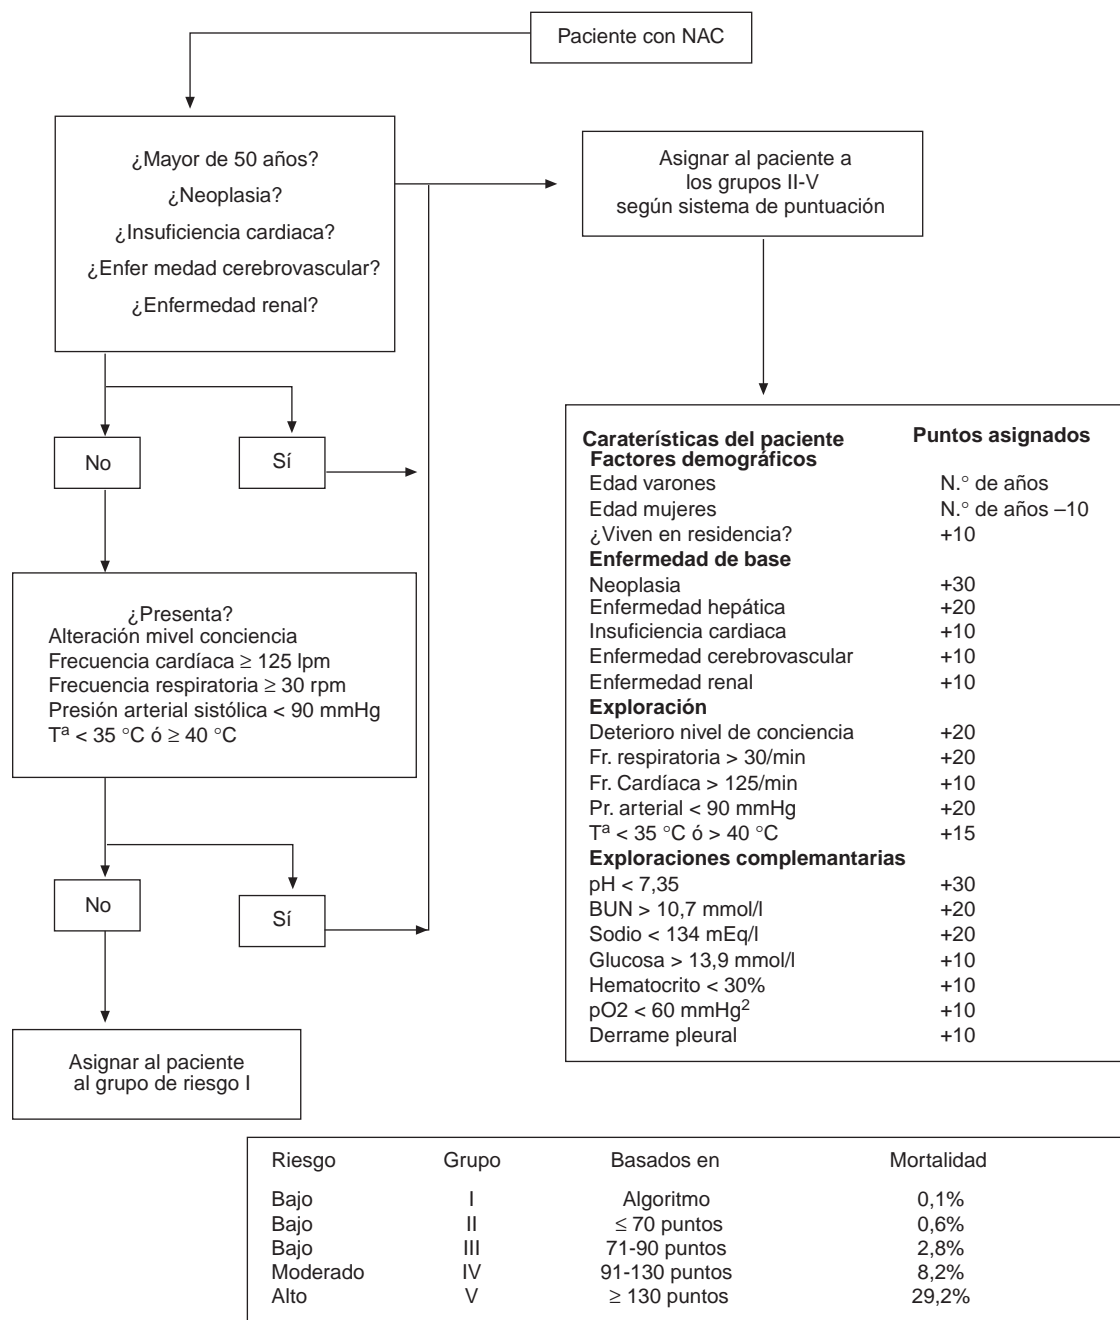 Paciente con NAC
¿Mayor de 50 años?
¿Neoplasia?
¿Insuficiencia cardiaca?
¿Enfer medad cerebrovascular?
¿Enfermedad renal?
Asignar al paciente a
los grupos II-V
según sistema de puntuación
No
Sí
¿Presenta?
Alteración mivel conciencia
Frecuencia cardíaca ≥ 125 lpm
Frecuencia respiratoria ≥ 30 rpm
Presión arterial sistólica < 90 mmHg
Tª < 35 °C ó ≥ 40 °C
No
Sí
Asignar al paciente
al grupo de riesgo I
Caraterísticas del paciente Puntos asignados
Factores demográficos
Edad varones N.° de años
Edad mujeres N.° de años –10
¿Viven en residencia? +10
Enfermedad de base
Neoplasia +30
Enfermedad hepática +20
Insuficiencia cardiaca +10
Enfermedad cerebrovascular +10
Enfermedad renal +10
Exploración
Deterioro nivel de conciencia +20
Fr. respiratoria > 30/min +20
Fr. Cardíaca > 125/min +10
Pr. arterial < 90 mmHg +20
Tª < 35 °C ó > 40 °C +15
Exploraciones complemantarias
pH < 7,35 +30
BUN > 10,7 mmol/l +20
Sodio < 134 mEq/l +20
Glucosa > 13,9 mmol/l +10
Hematocrito < 30% +10
pO2 < 60 mmHg² +10
Derrame pleural +10
Riesgo Grupo Basados en Mortalidad
Bajo I Algoritmo 0,1%
Bajo II ≤ 70 puntos 0,6%
Bajo III 71-90 puntos 2,8%
Moderado IV 91-130 puntos 8,2%
Alto V ≥ 130 puntos 29,2%